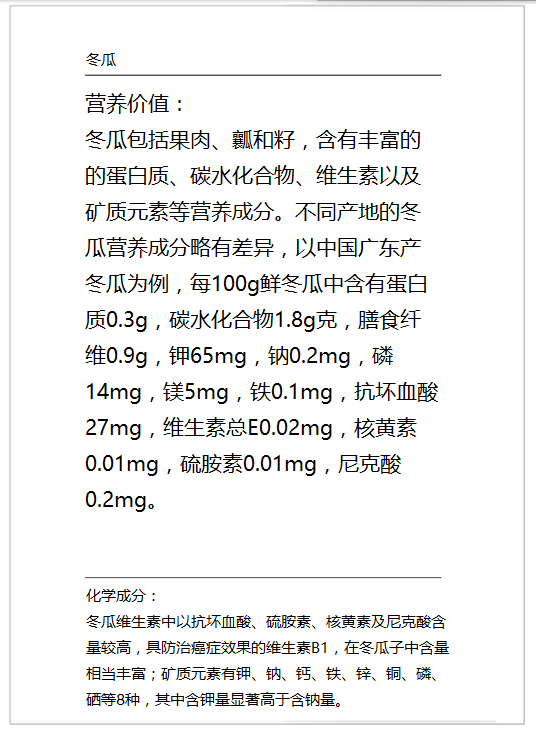 冬瓜
营养价值：
冬瓜包括果肉、瓤和籽，含有丰富的
的蛋白质、碳水化合物、维生素以及
矿质元素等营养成分。不同产地的冬
瓜营养成分略有差异，以中国广东产
冬瓜为例，每100g鲜冬瓜中含有蛋白
质0.3g，碳水化合物1.8g克，膳食纤
维0.9g，钾65mg，钠0.2mg，磷
14mg，镁5mg，铁0.1mg，抗坏血酸
27mg，维生素总E0.02mg，核黄素
0.01mg，硫胺素0.01mg，尼克酸
0.2mg。
化学成分：
冬瓜维生素中以抗坏血酸、硫胺素、核黄素及尼克酸含
量较高，具防治癌症效果的维生素B1，在冬瓜子中含量
相当丰富；矿质元素有钾、钠、钙、铁、锌、铜、磷、
硒等8种，其中含钾量显著高于含钠量。